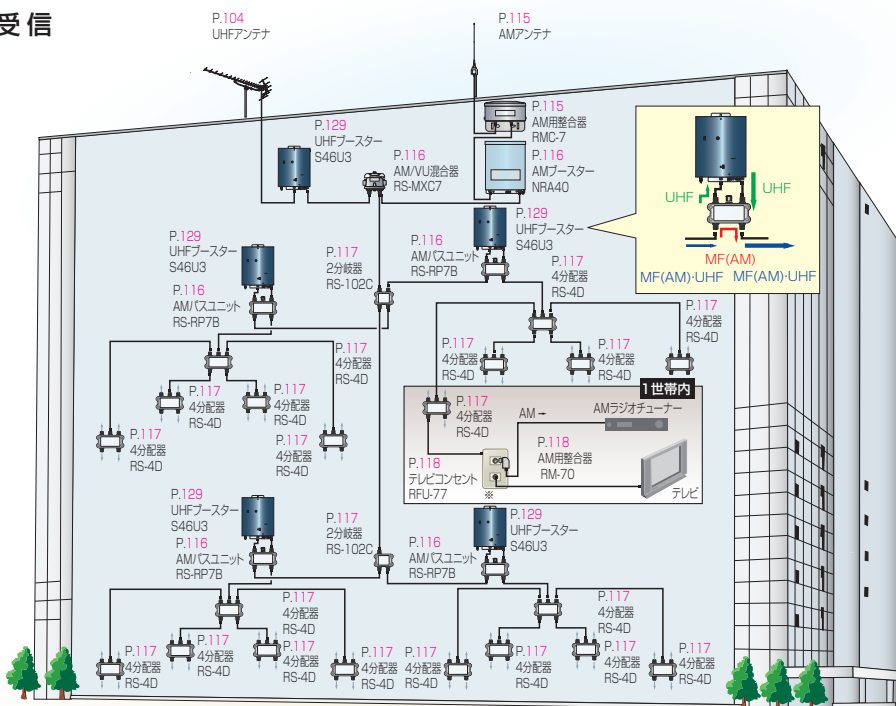 受信
P.104
UHFアンテナ
P.115
AMアンテナ
P.129
UHFブースター
S46U3
P.116
AM/VU混合器
RS-MXC7
P.115
AM用整合器
RMC-7
P.116
AMブースター
NRA40
UHF
UHF
MF(AM)
MF(AM)·UHF
MF(AM)·UHF
P.129
UHFブースター
S46U3
P.116
AMパスユニット
RS-RP7B
P.117
2分岐器
RS-102C
P.116
AMパスユニット
RS-RP7B
P.129
UHFブースター
S46U3
P.117
4分配器
RS-4D
P.117
4分配器
RS-4D
P.117
4分配器
RS-4D
P.117
4分配器
RS-4D
P.117
4分配器
RS-4D
P.117
4分配器
RS-4D
P.117
4分配器
RS-4D
P.117
4分配器
RS-4D
P.117
4分配器
RS-4D
1世帯内
P.117
4分配器
RS-4D
AM→
AMラジオチューナー
P.118
テレビコンセント
RFU-77
※
P.118
AM用整合器
RM-70
テレビ
P.129
UHFブースター
S46U3
P.116
AMパスユニット
RS-RP7B
P.117
2分岐器
RS-102C
P.116
AMパスユニット
RS-RP7B
P.129
UHFブースター
S46U3
P.117
4分配器
RS-4D
P.117
4分配器
RS-4D
P.117
4分配器
RS-4D
P.117
4分配器
RS-4D
P.117
4分配器
RS-4D
P.117
4分配器
RS-4D
P.117
4分配器
RS-4D
P.117
4分配器
RS-4D
P.117
4分配器
RS-4D
P.117
4分配器
RS-4D